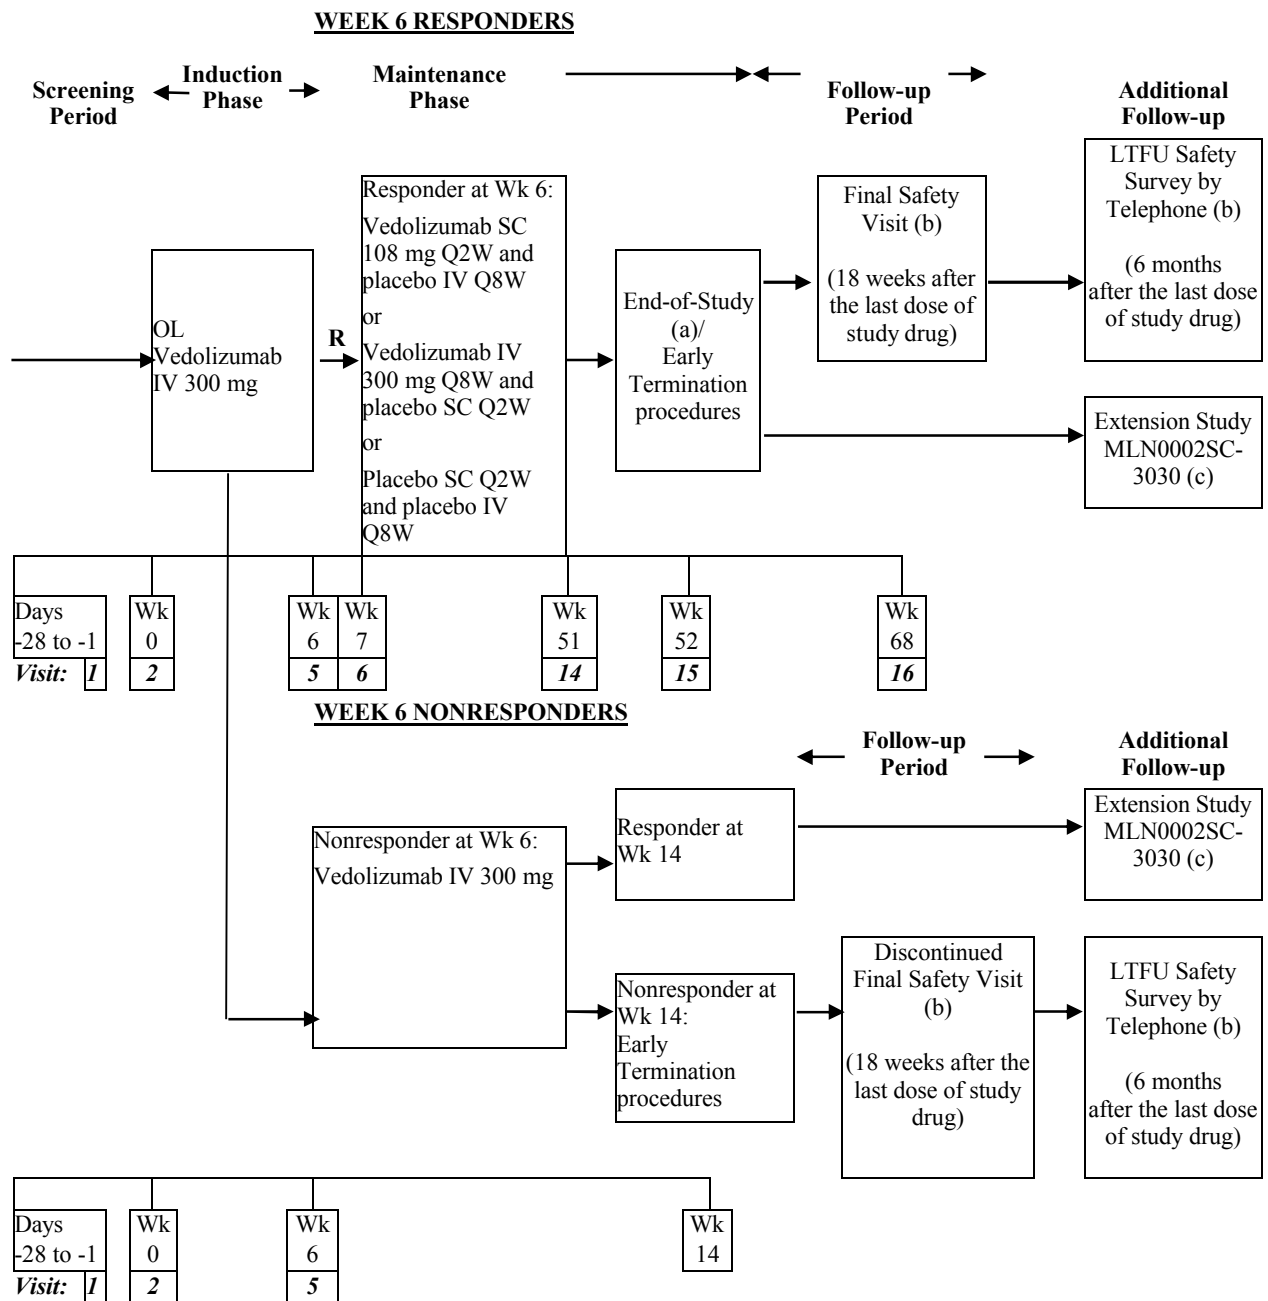 WEEK 6 RESPONDERS
Screening
Period
Induction
Phase
Maintenance
Phase
Follow-up
Period
Additional
Follow-up
OL
Vedolizumab
IV 300 mg
R
Responder at Wk 6:
Vedolizumab SC
108 mg Q2W and
placebo IV Q8W
or
Vedolizumab IV
300 mg Q8W and
placebo SC Q2W
or
Placebo SC Q2W
and placebo IV
Q8W
End-of-Study
(a)/
Early
Termination
procedures
Final Safety
Visit (b)
(18 weeks after
the last dose of
study drug)
LTFU Safety
Survey by
Telephone (b)
(6 months
after the last dose
of study drug)
Extension Study
MLN0002SC-
3030 (c)
Days
-28 to -1
Wk
0
Wk
6
Wk
7
Wk
51
Wk
52
Wk
68
Visit: 1 2 5 6 14 15 16
WEEK 6 NONRESPONDERS
Follow-up
Period
Additional
Follow-up
Nonresponder at Wk 6:
Vedolizumab IV 300 mg
Responder at
Wk 14
Extension Study
MLN0002SC-
3030 (c)
Nonresponder at
Wk 14:
Early
Termination
procedures
Discontinued
Final Safety Visit
(b)
(18 weeks after the
last dose of study
drug)
LTFU Safety
Survey by
Telephone (b)
(6 months
after the last dose
of study drug)
Days
-28 to -1
Wk
0
Wk
6
Wk
14
Visit: 1 2 5